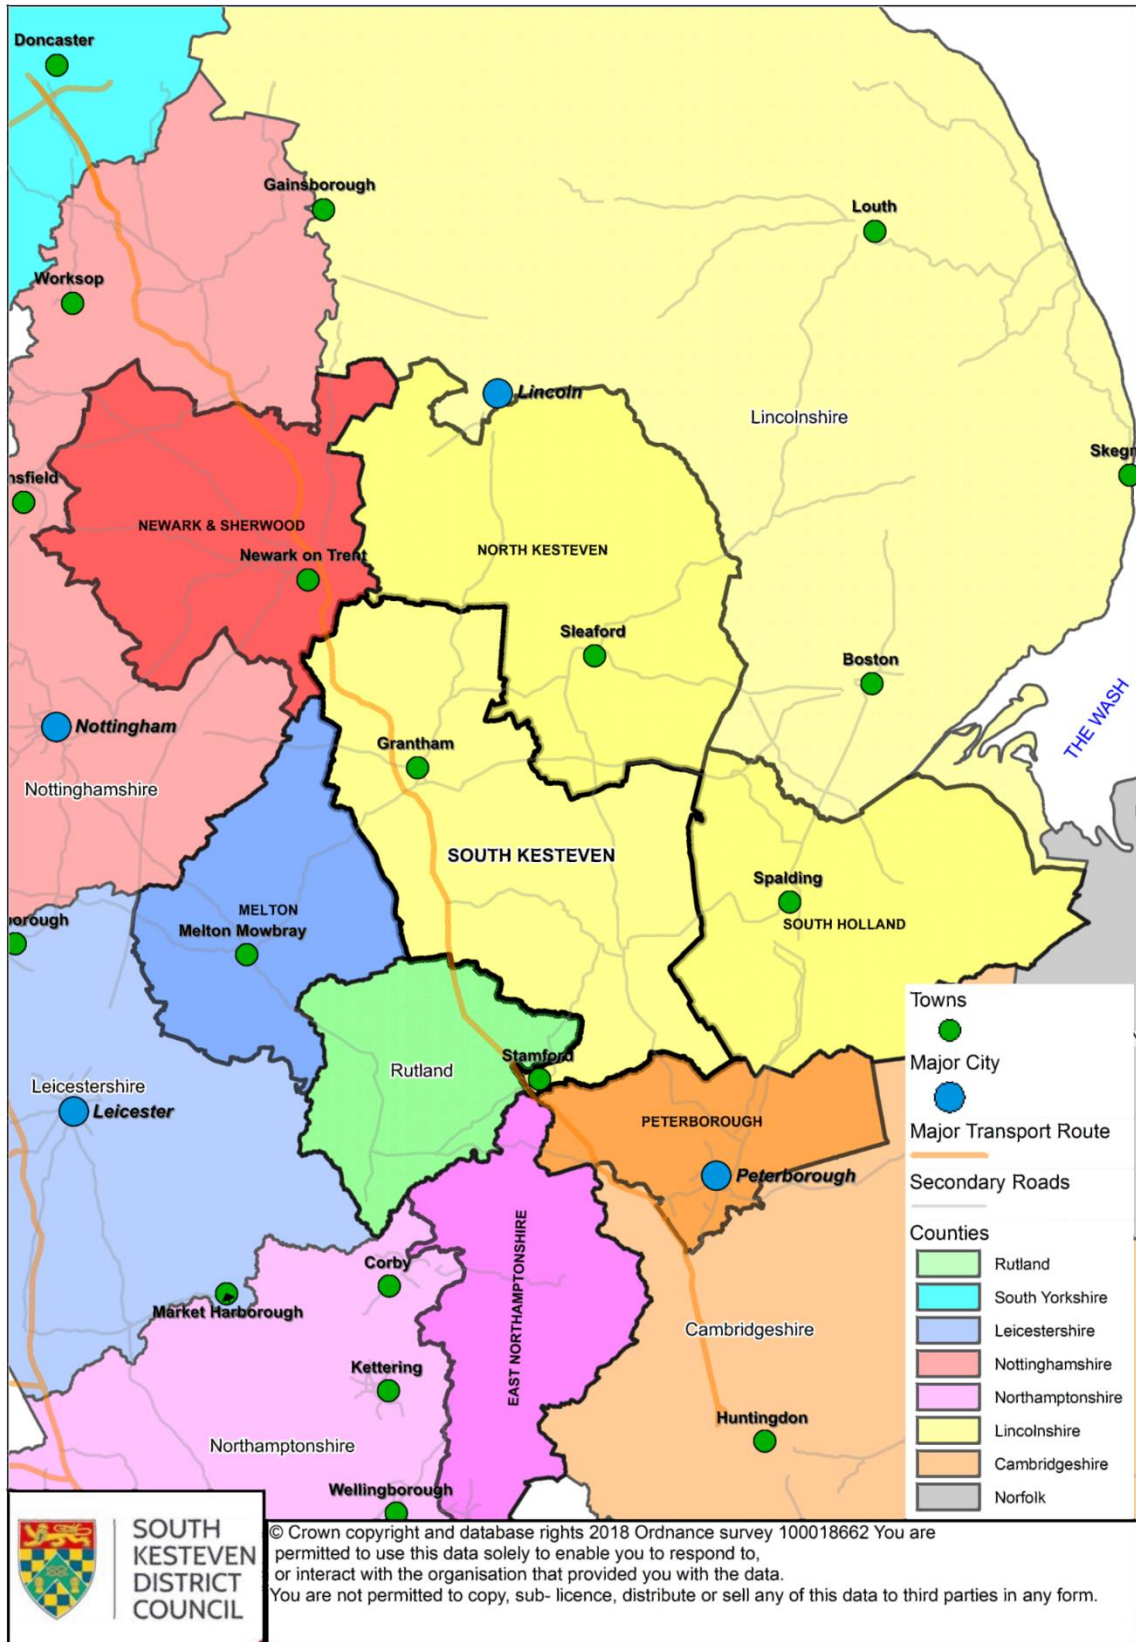 Doncaster
Gainsborough
Louth
Worksop
Lincoln
Lincolnshire
Skegn
nsfield
NEWARK & SHERWOOD
NORTH KESTEVEN
Newark on Trent
Sleaford
Boston
THE WASH
Nottingham
Grantham
Nottinghamshire
SOUTH KESTEVEN
Spalding
MELTON
SOUTH HOLLAND
borough
Melton Mowbray
Towns
Stamford
Rutland
Major City
Leicestershire
Leicester
PETERBOROUGH
Major Transport Route
Peterborough
Secondary Roads
EAST NORTHAMPTONSHIRE
Counties
Corby
Rutland
Market Harborough
South Yorkshire
Cambridgeshire
Leicestershire
Nottinghamshire
Kettering
Northamptonshire
Huntingdon
Lincolnshire
Northamptonshire
Cambridgeshire
Wellingborough
Norfolk
SOUTH
KESTEVEN
DISTRICT
COUNCIL
© Crown copyright and database rights 2018 Ordnance survey 100018662 You are
permitted to use this data solely to enable you to respond to,
or interact with the organisation that provided you with the data.
You are not permitted to copy, sub- licence, distribute or sell any of this data to third parties in any form.